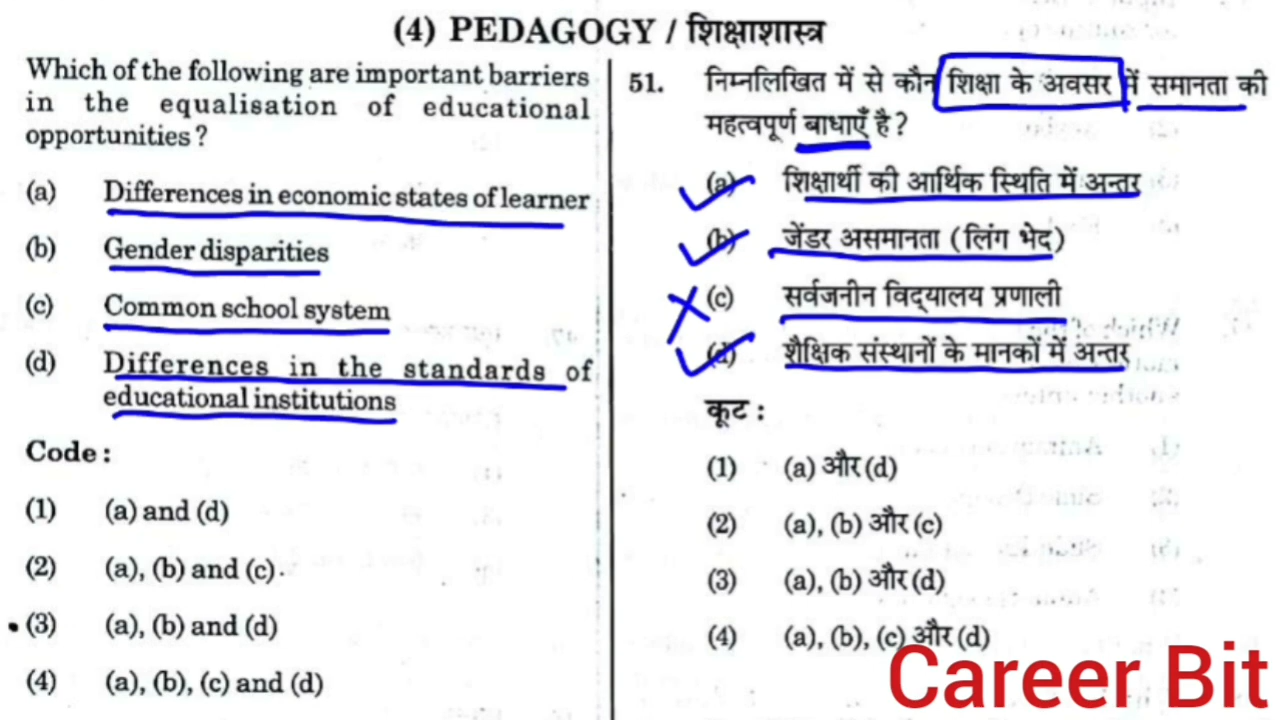 (4) PEDAGOGY / शिक्षाशास्त्र
Which of the following are important barriers
in the equalisation of educational
opportunities ?
(a) Differences in economic states of learner
(b) Gender disparities
(c) Common school system
(d) Differences in the standards of
educational institutions
Code :
(1) (a) and (d)
(2) (a), (b) and (c)
(3) (a), (b) and (d)
(4) (a), (b), (c) and (d)
51. निम्नलिखित में से कौन शिक्षा के अवसर में समानता की
महत्वपूर्ण बाधाएँ है ?
(a) शिक्षार्थी की आर्थिक स्थिति में अन्तर
(b) जेंडर असमानता (लिंग भेद)
(c) सर्वजनीन विद्यालय प्रणाली
(d) शैक्षिक संस्थानों के मानकों में अन्तर
कूट :
(1) (a) और (d)
(2) (a), (b) और (c)
(3) (a), (b) और (d)
(4) (a), (b), (c) और (d)
Career Bit